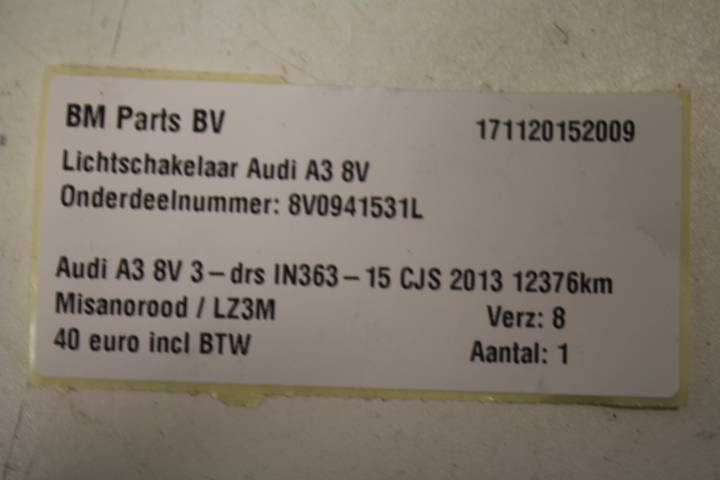 BM Parts BV 171120152009
Lichtschakelaar Audi A3 8V
Onderdeelnummer: 8V0941531L
Audi A3 8V 3-drs IN363-15 CJS 2013 12376km
Misanorood / LZ3M Verz: 8
40 euro incl BTW Aantal: 1